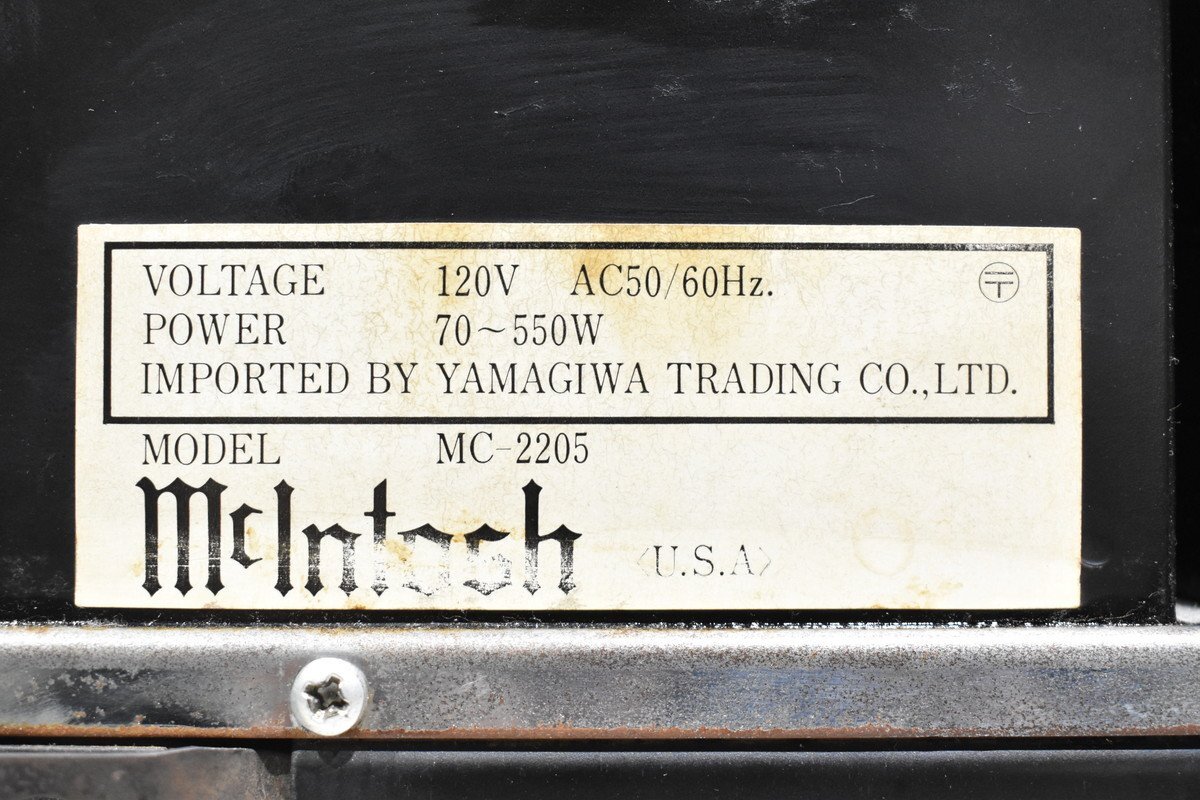 VOLTAGE 120V AC50/60Hz.
POWER 70~550W
IMPORTED BY YAMAGIWA TRADING CO.,LTD.
MODEL MC-2205
McIntosh <U.S.A>